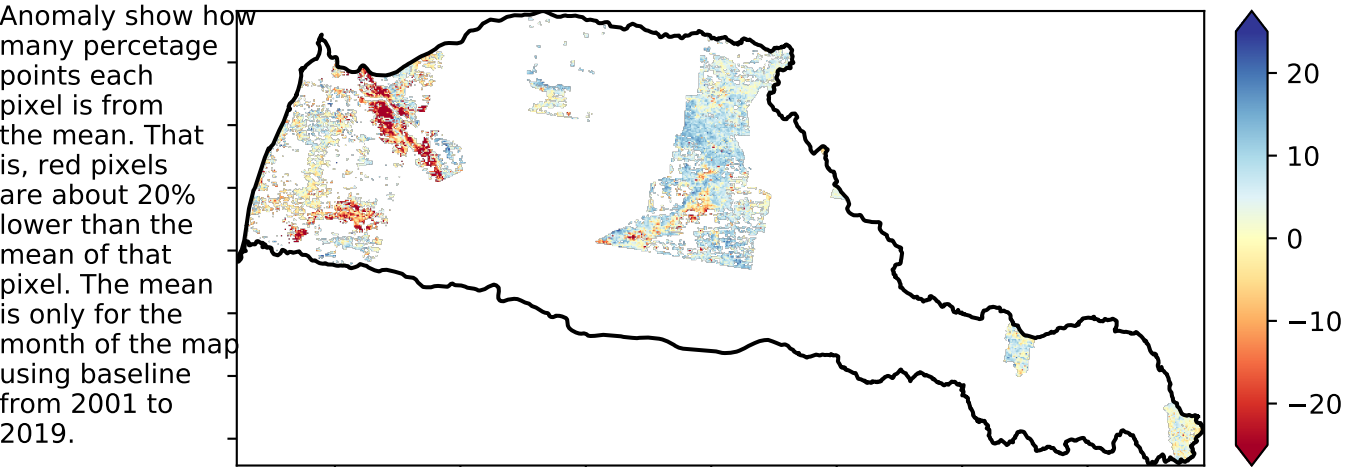 Anomaly show how
many percetage
points each
pixel is from
the mean. That
is, red pixels
are about 20%
lower than the
mean of that
pixel. The mean
is only for the
month of the map
using baseline
from 2001 to
2019.
20
10
0
−10
−20